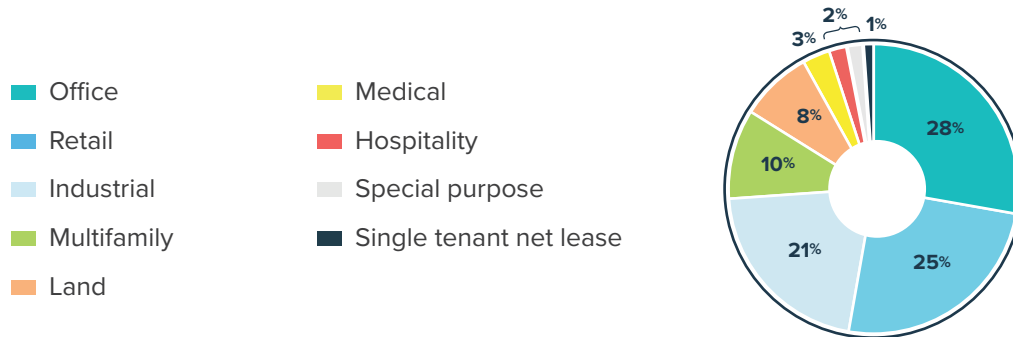 Office
Retail
Industrial
Multifamily
Land
Medical
Hospitality
Special purpose
Single tenant net lease
28%
25%
21%
10%
8%
3%
2%
1%